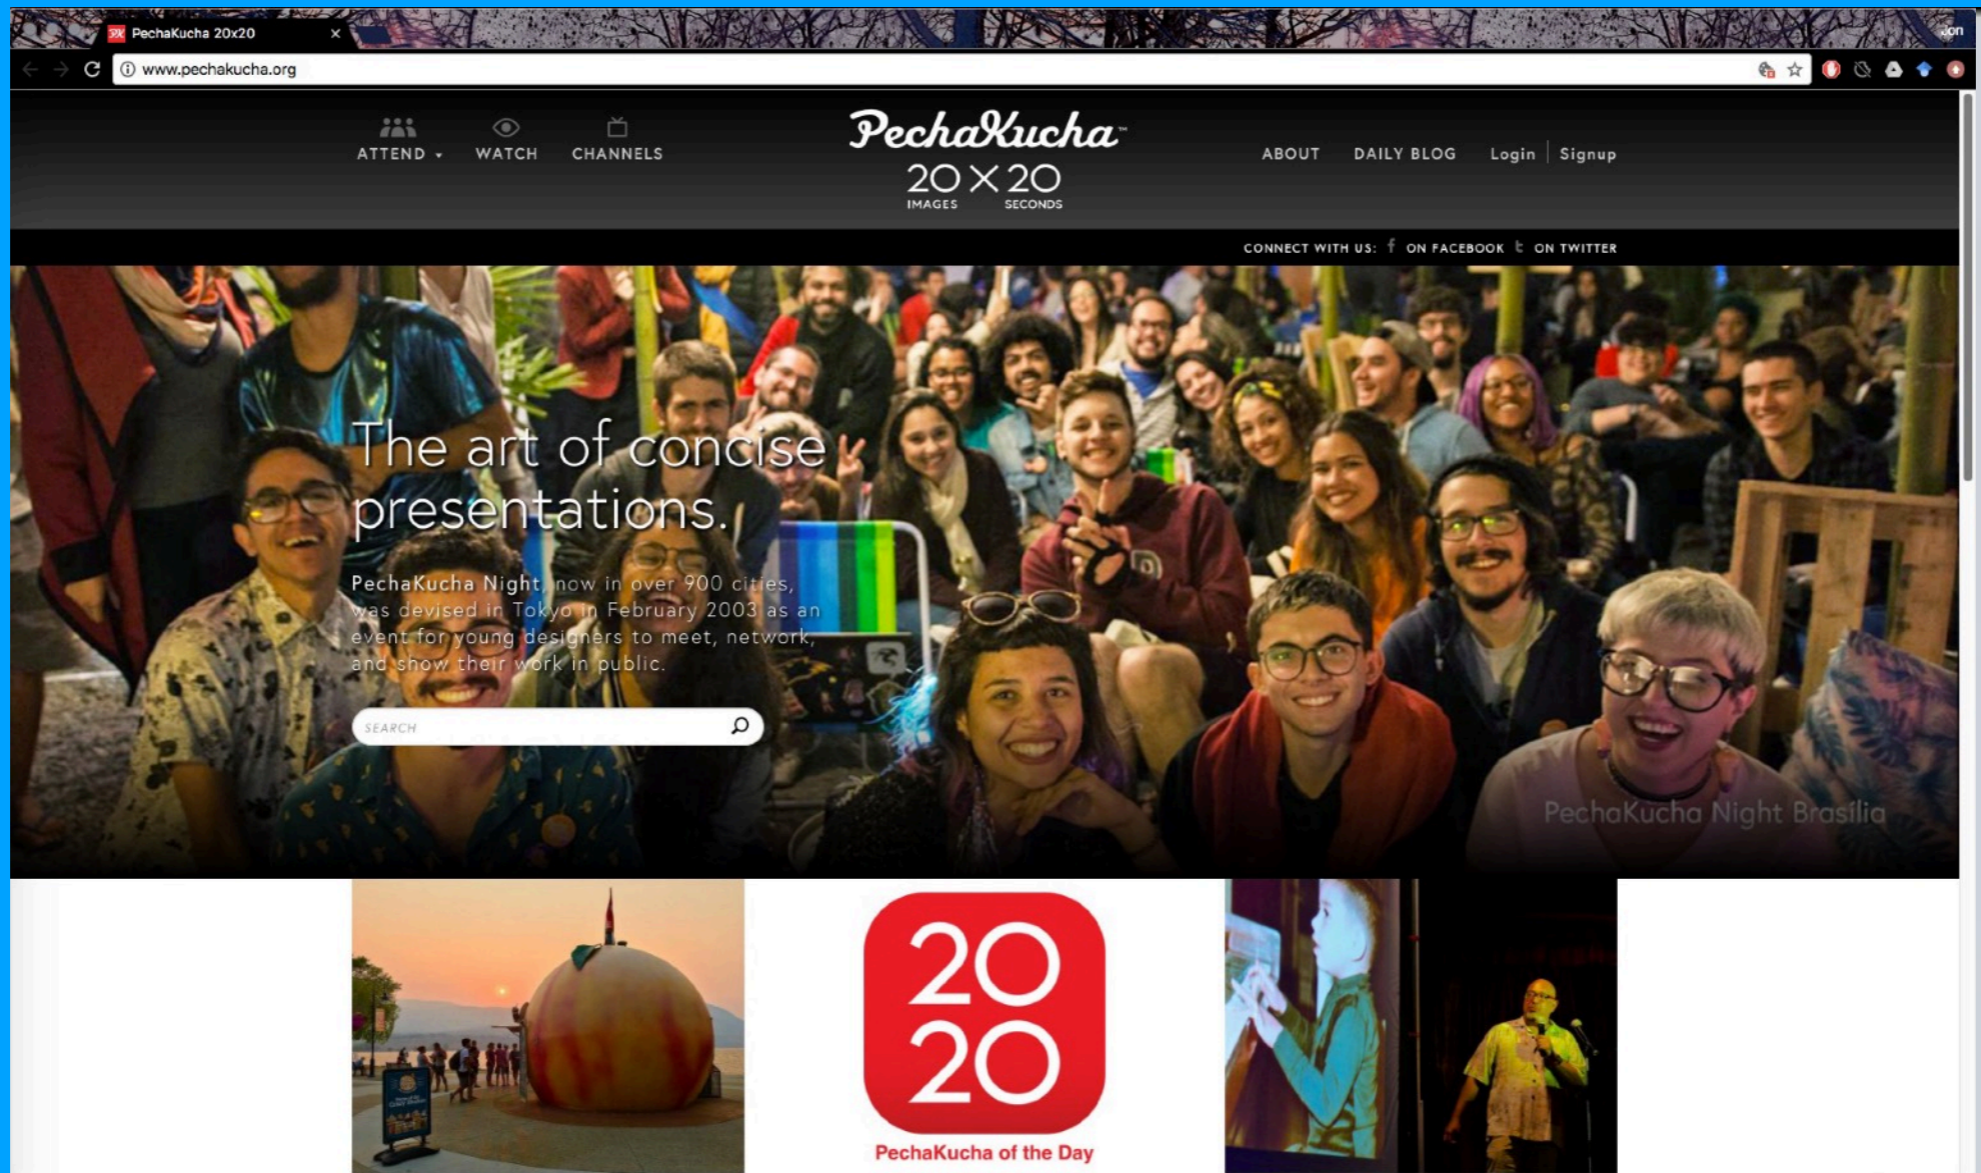 PechaKucha 20x20
Jon
www.pechakucha.org
ATTEND WATCH CHANNELS
PechaKucha™
20 X 20
IMAGES SECONDS
ABOUT DAILY BLOG Login Signup
CONNECT WITH US: f ON FACEBOOK t ON TWITTER
The art of concise
presentations.
PechaKucha Night, now in over 900 cities,
was devised in Tokyo in February 2003 as an
event for young designers to meet, network,
and show their work in public.
SEARCH
PechaKucha Night Brasília
20
20
PechaKucha of the Day